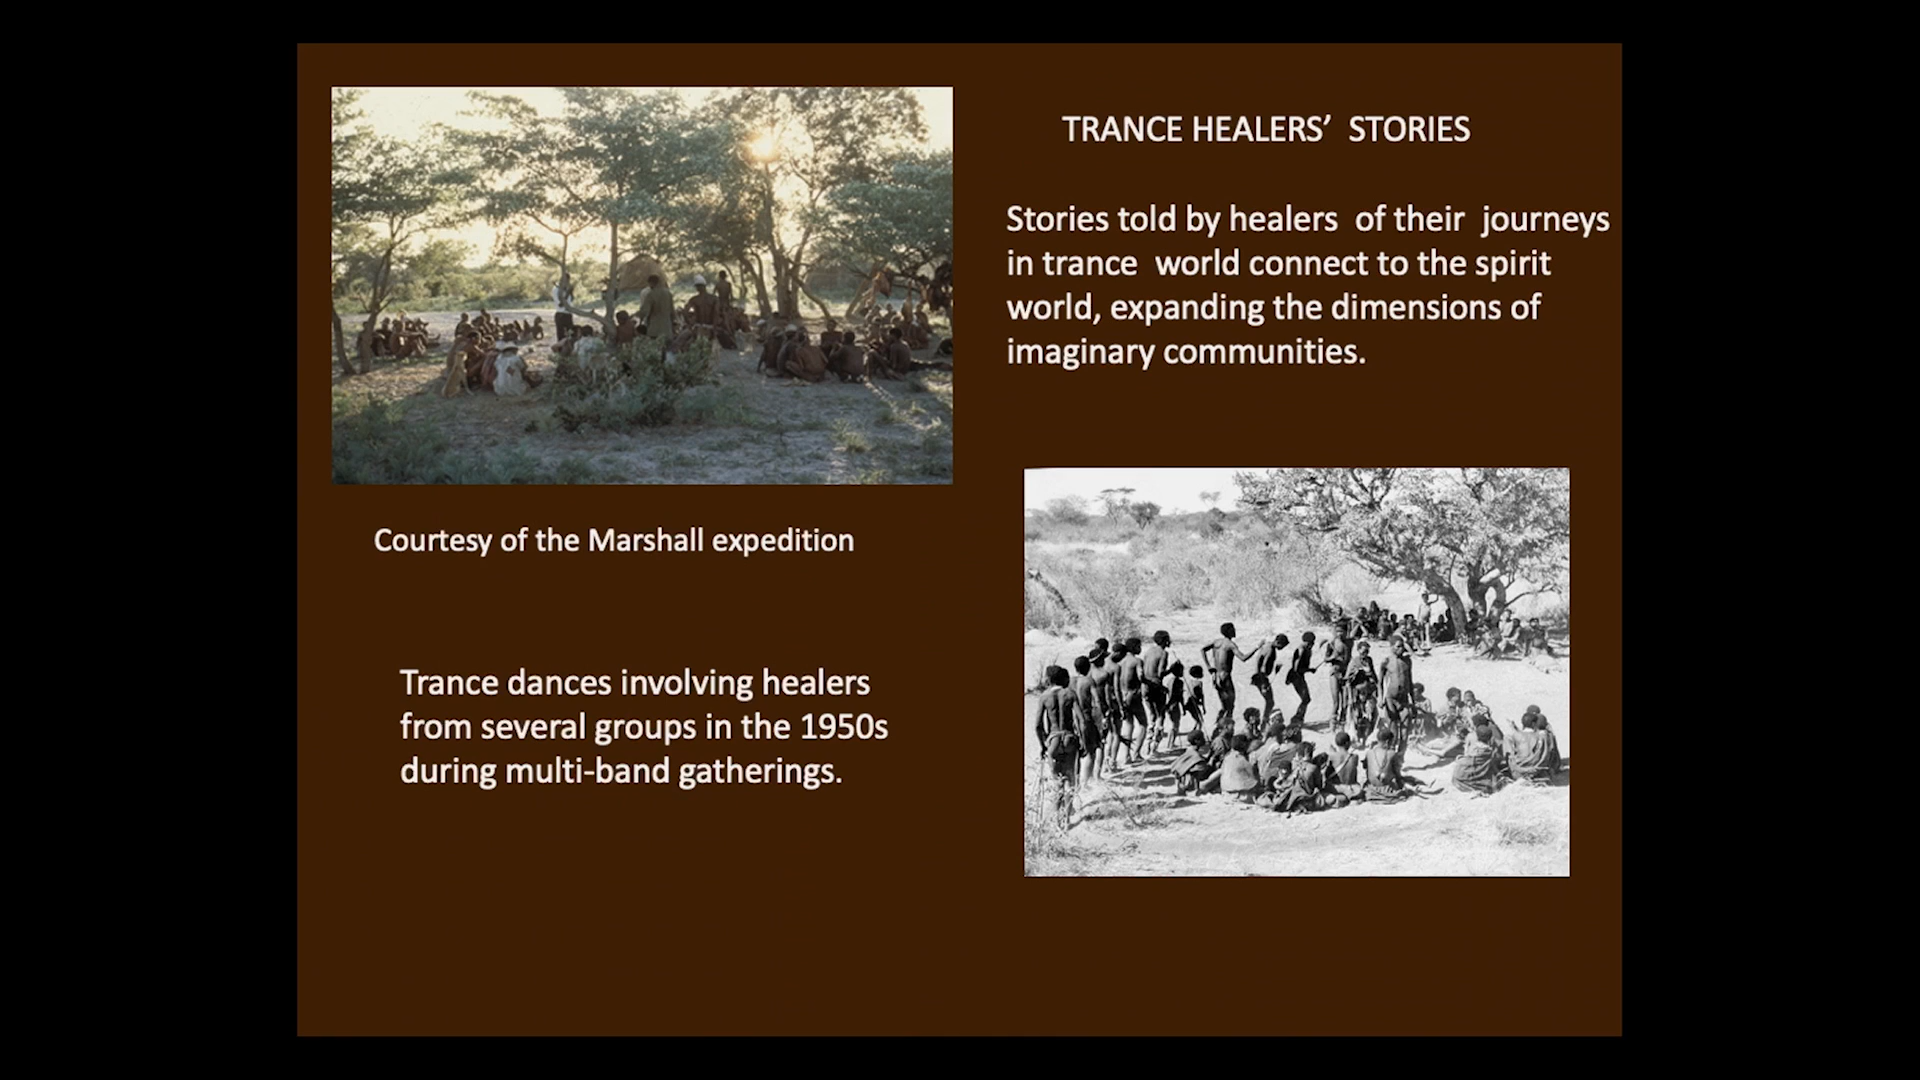 TRANCE HEALERS’ STORIES
Stories told by healers of their journeys
in trance world connect to the spirit
world, expanding the dimensions of
imaginary communities.
Courtesy of the Marshall expedition
Trance dances involving healers
from several groups in the 1950s
during multi-band gatherings.